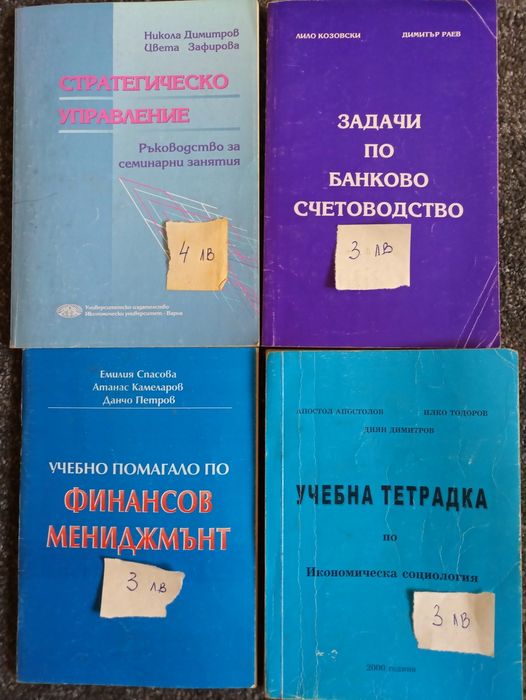 Никола Димитров
Цвета Зафирова
СТРАТЕГИЧЕСКО
УПРАВЛЕНИЕ
Ръководство за
семинарни занятия
4 лв
Университетско издателство
Икономически университет - Варна
ЛИЛО КОЗОВСКИ ДИМИТЪР РАЕВ
ЗАДАЧИ
ПО
БАНКОВО
СЧЕТОВОДСТВО
3 лв
Емилия Спасова
Атанас Камеларов
Данчо Петров
УЧЕБНО ПОМАГАЛО ПО
ФИНАНСОВ
МЕНИДЖМЪНТ
3 лв
АПОСТОЛ АПОСТОЛОВ ИЛКО ТОДОРОВ
ДИЯН ДИМИТРОВ
УЧЕБНА ТЕТРАДКА
по
Икономическа социология
3 лв
2000 година